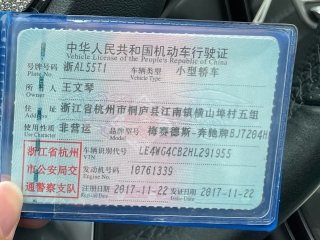 中华人民共和国机动车行驶证
Vehicle License of the People's Republic of China
号牌号码 浙AL55T1 车辆类型 小型轿车
Plate No. Vehicle Type
所有人 王文琴
Owner
住址 浙江省杭州市桐庐县江南镇横山埠村五组
Address
使用性质 非营运 品牌型号 梅赛德斯-奔驰牌BJ7204H
Use Character Model
浙江省杭州市公安局交通警察支队
车辆识别代号 LE4WG4CB2HL291955
VIN
发动机号码 10761339
Engine No.
注册日期 2017-11-22 发证日期 2017-11-22